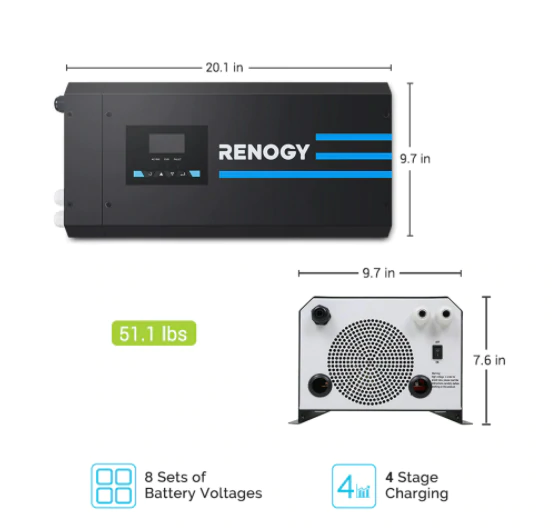 20.1 in
RENOGY
9.7 in
9.7 in
51.1 lbs
7.6 in
8 Sets of
Battery Voltages
4
4 Stage
Charging